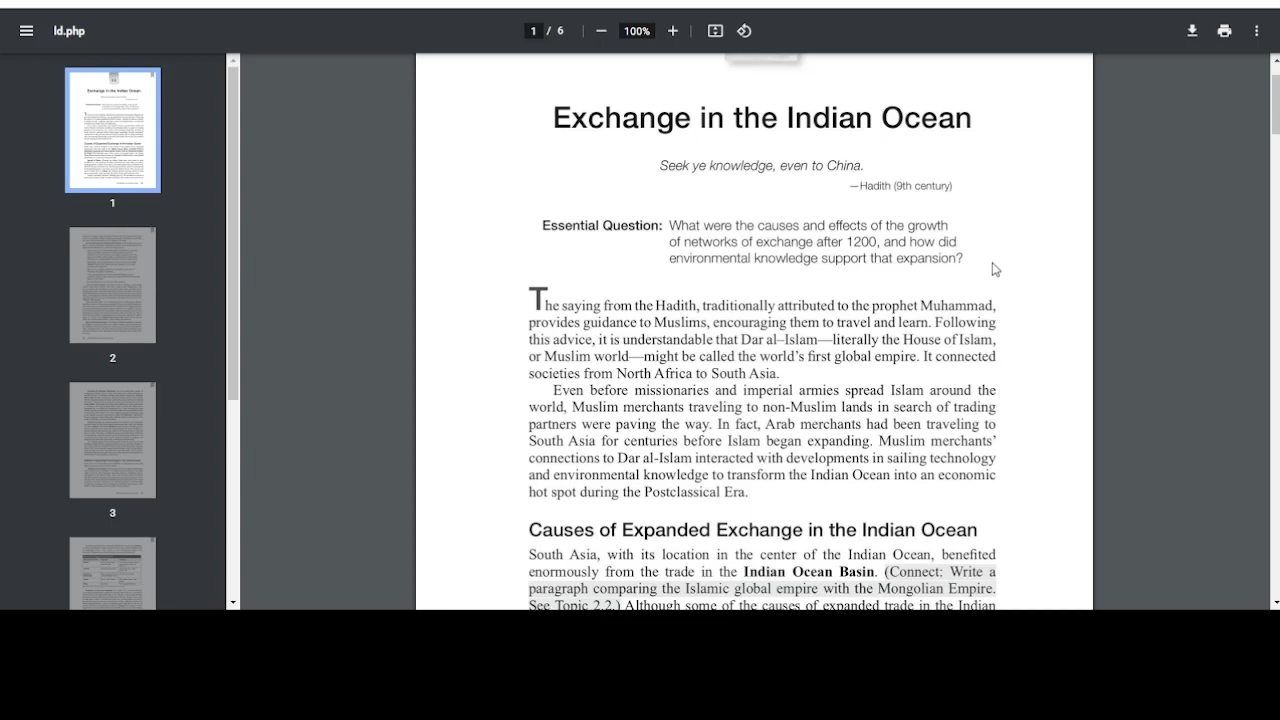 ld.php
1 / 6
100%
Exchange in the Indian Ocean
Seek ye knowledge, even to China.
—Hadith (9th century)
Essential Question: What were the causes and effects of the growth
of networks of exchange after 1200, and how did
environmental knowledge support that expansion?
The saying from the Hadith, traditionally attributed to the prophet Muhammad,
provides guidance to Muslims, encouraging them to travel and learn. Following
this advice, it is understandable that Dar al–Islam—literally the House of Islam,
or Muslim world—might be called the world's first global empire. It connected
societies from North Africa to South Asia.
Even before missionaries and imperial armies spread Islam around the
world, Muslim merchants traveling to non-Muslim lands in search of trading
partners were paving the way. In fact, Arab merchants had been traveling to
South Asia for centuries before Islam began expanding. Muslim merchants'
connections to Dar al-Islam interacted with developments in sailing technology
and environmental knowledge to transform the Indian Ocean into an economic
hot spot during the Postclassical Era.
Causes of Expanded Exchange in the Indian Ocean
South Asia, with its location in the center of the Indian Ocean, benefited
enormously from the trade in the Indian Ocean Basin. (Connect: Write a
paragraph comparing the Islamic global empire with the Mongolian Empire.
See Topic 2.2.) Although some of the causes of expanded trade in the Indian
Exchange in the Indian Ocean
1
2
3